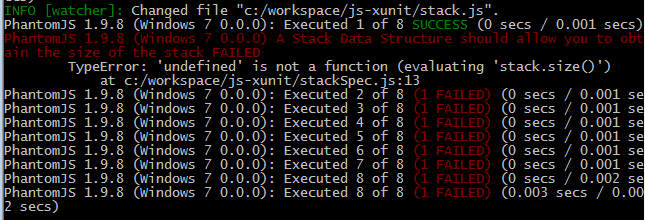 INFO [watcher]: Changed file "c:/workspace/js-xunit/stack.js".
PhantomJS 1.9.8 (Windows 7 0.0.0): Executed 1 of 8 SUCCESS (0 secs / 0.001 secs)
PhantomJS 1.9.8 (Windows 7 0.0.0) A Stack Data Structure should allow you to obt
ain the size of the stack FAILED
TypeError: 'undefined' is not a function (evaluating 'stack.size()')
at c:/workspace/js-xunit/stackSpec.js:13
PhantomJS 1.9.8 (Windows 7 0.0.0): Executed 2 of 8 (1 FAILED) (0 secs / 0.001 se
PhantomJS 1.9.8 (Windows 7 0.0.0): Executed 3 of 8 (1 FAILED) (0 secs / 0.001 se
PhantomJS 1.9.8 (Windows 7 0.0.0): Executed 4 of 8 (1 FAILED) (0 secs / 0.001 se
PhantomJS 1.9.8 (Windows 7 0.0.0): Executed 5 of 8 (1 FAILED) (0 secs / 0.001 se
PhantomJS 1.9.8 (Windows 7 0.0.0): Executed 6 of 8 (1 FAILED) (0 secs / 0.001 se
PhantomJS 1.9.8 (Windows 7 0.0.0): Executed 7 of 8 (1 FAILED) (0 secs / 0.001 se
PhantomJS 1.9.8 (Windows 7 0.0.0): Executed 8 of 8 (1 FAILED) (0 secs / 0.002 se
PhantomJS 1.9.8 (Windows 7 0.0.0): Executed 8 of 8 (1 FAILED) (0.003 secs / 0.00
2 secs)